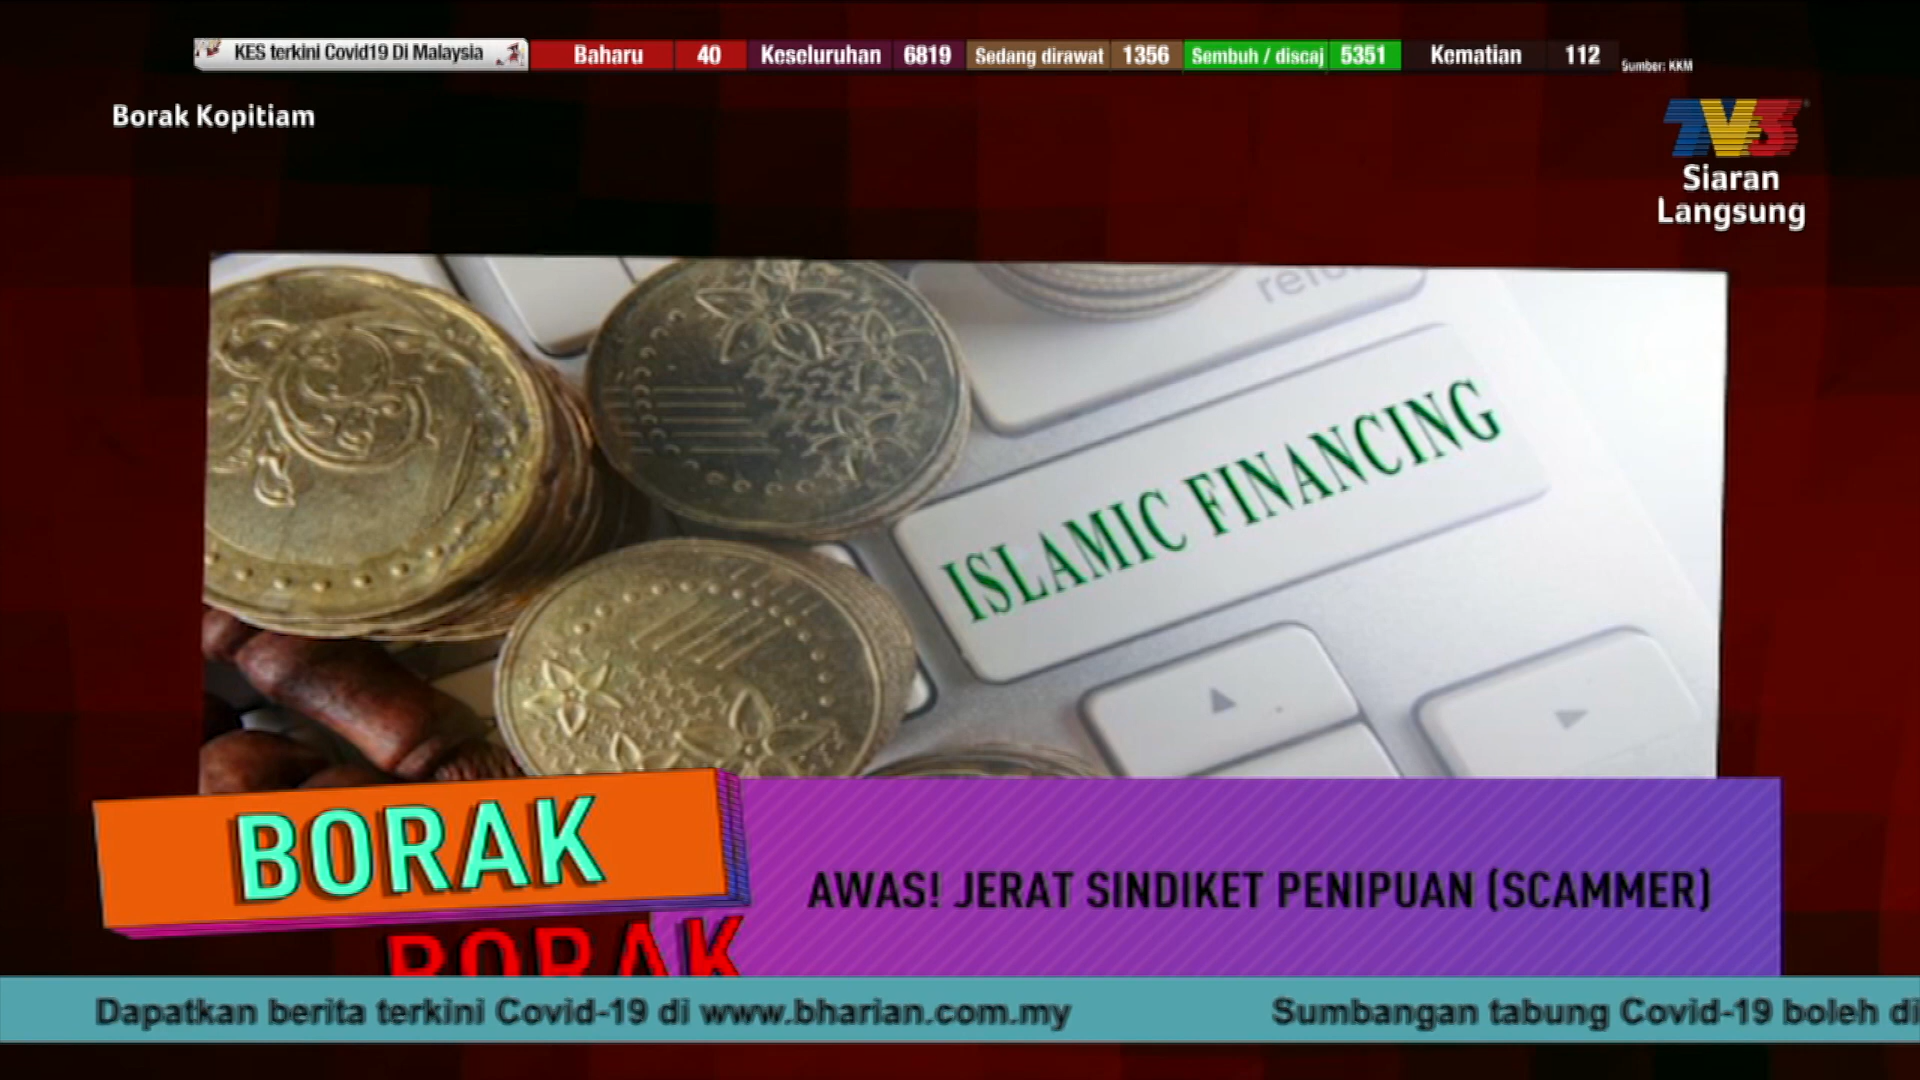 KES terkini Covid19 Di Malaysia Baharu 40 Keseluruhan 6819 Sedang dirawat 1356 Sembuh / discaj 5351 Kematian 112 Sumber: KKM
Borak Kopitiam
TV3
Siaran
Langsung
ISLAMIC FINANCING
BORAK
BORAK
AWAS! JERAT SINDIKET PENIPUAN (SCAMMER)
Dapatkan berita terkini Covid-19 di www.bharian.com.my Sumbangan tabung Covid-19 boleh di